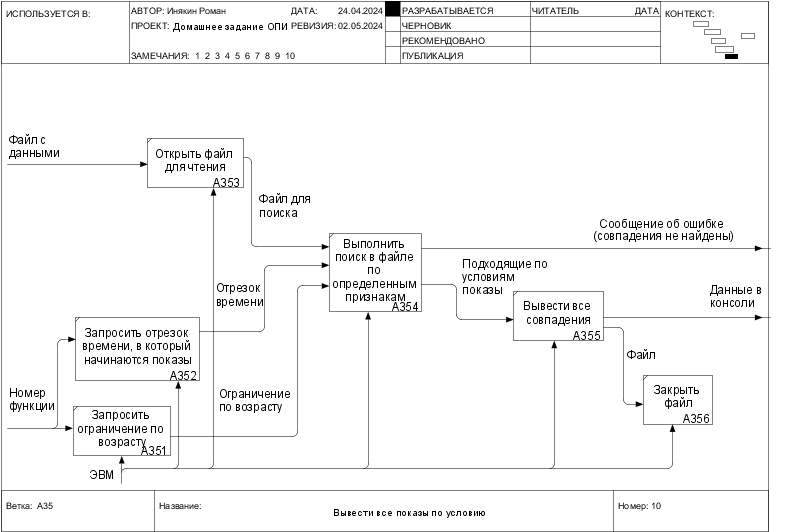 ИСПОЛЬЗУЕТСЯ В:
АВТОР: Инякин Роман
ДАТА: 24.04.2024
ПРОЕКТ: Домашнее задание ОПИ
РЕВИЗИЯ: 02.05.2024
ЗАМЕЧАНИЯ: 1 2 3 4 5 6 7 8 9 10
РАЗРАБАТЫВАЕТСЯ
ЧЕРНОВИК
РЕКОМЕНДОВАНО
ПУБЛИКАЦИЯ
ЧИТАТЕЛЬ
ДАТА
КОНТЕКСТ:
Файл с
данными
Открыть файл
для чтения
A353
Файл для
поиска
Выполнить
поиск в файле
по
определенным
признакам
A354
Сообщение об ошибке
(совпадения не найдены)
Подходящие по
условиям
показы
Данные в
консоли
Вывести все
совпадения
A355
Отрезок
времени
Запросить отрезок
времени, в который
начинаются показы
A352
Файл
Номер
функции
Ограничение
по возрасту
Закрыть
файл
A356
Запросить
ограничение по
возрасту
A351
ЭВМ
Ветка: A35
Название:
Вывести все показы по условию
Номер: 10